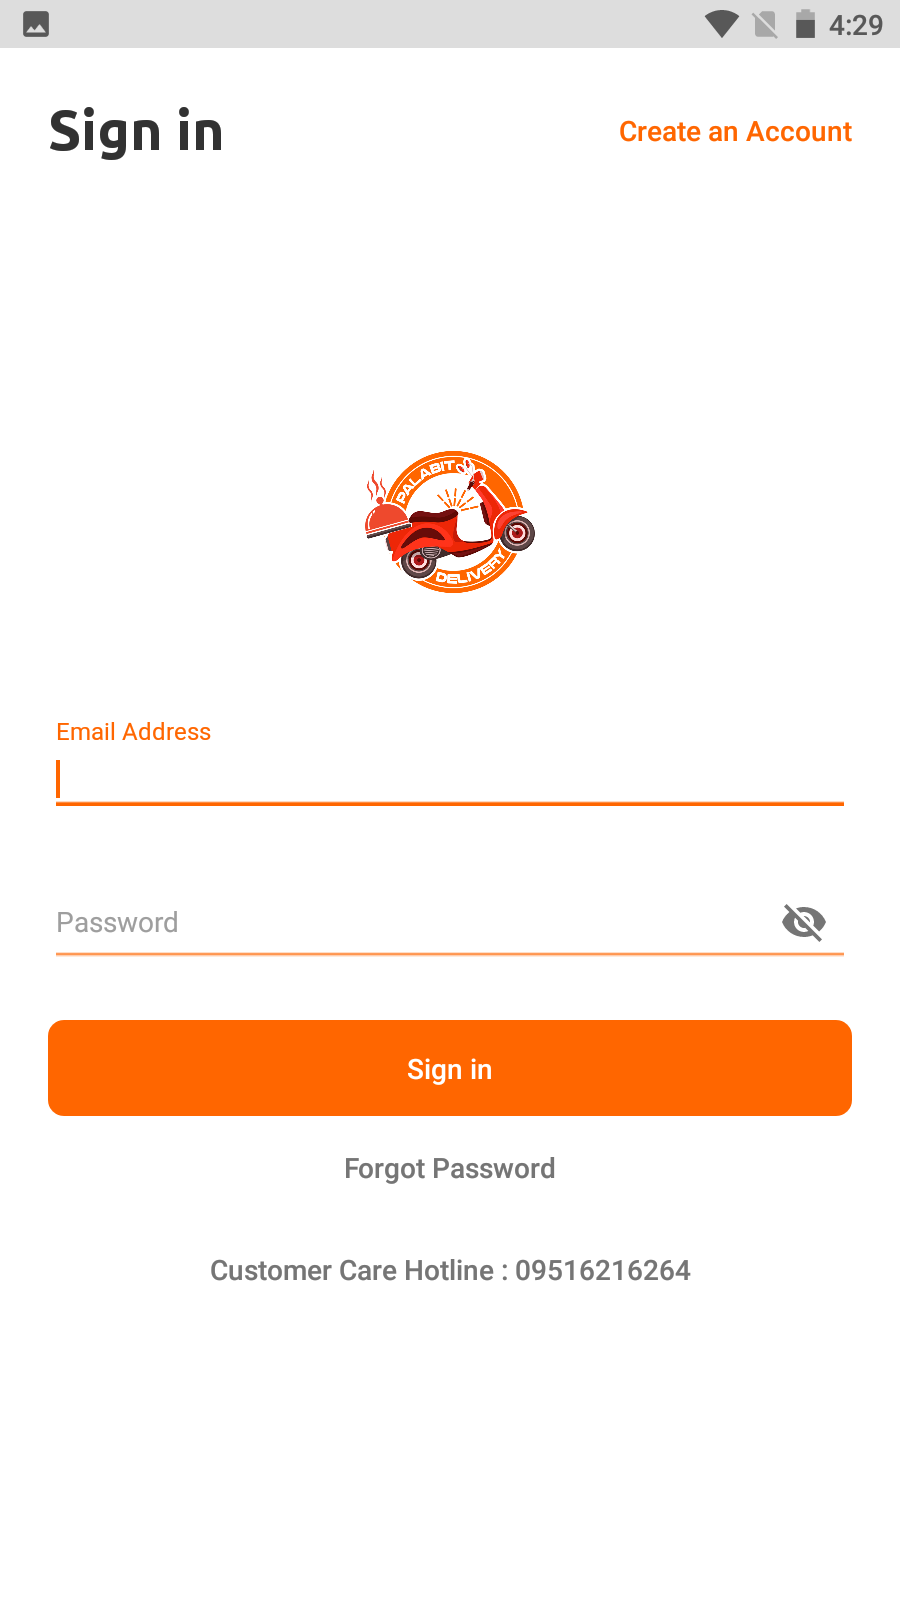 4:29
Sign in
Create an Account
PALABIT
DELIVERY
Email Address
Password
Sign in
Forgot Password
Customer Care Hotline : 09516216264